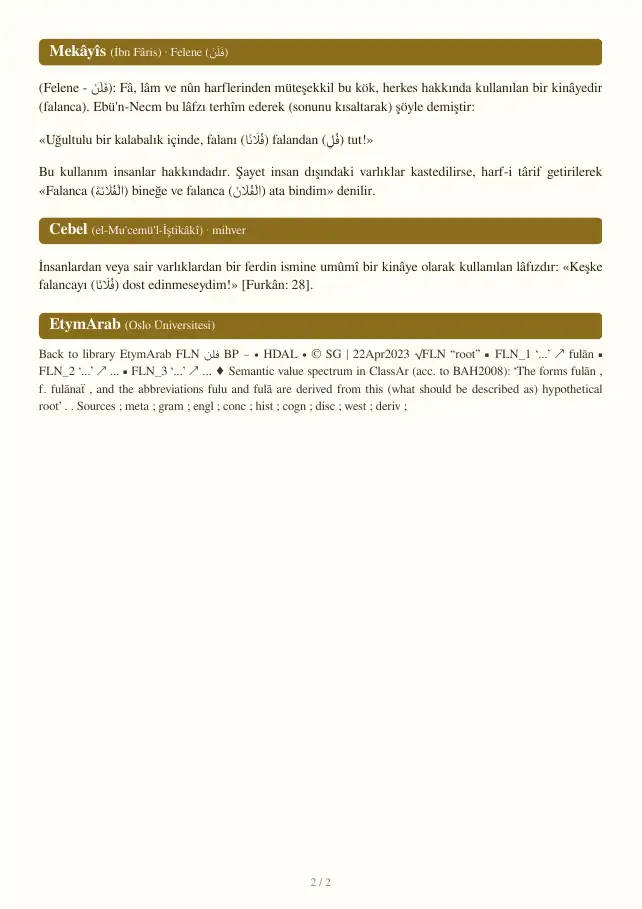 Mekâyîs (İbn Fâris) · Felene (فَلَنَ)
(Felene - فَلَنَ): Fâ, lâm ve nûn harflerinden müteşekkil bu kök, herkes hakkında kullanılan bir kinâyedir
(falanca). Ebü'n-Necm bu lâfzı terhîm ederek (sonunu kısaltarak) şöyle demiştir:
«Uğultulu bir kalabalık içinde, falanı (فُلَانًا) falandan (فُلِ) tut!»
Bu kullanım insanlar hakkındadır. Şayet insan dışındaki varlıklar kastedilirse, harf-i târif getirilerek
«Falanca (الْفُلَانَةَ) bineğe ve falanca (الْفُلَانَ) ata bindim» denilir.
Cebel (el-Mu'cemü'l-İştikâkî) · mihver
İnsanlardan veya sair varlıklardan bir ferdin ismine umûmî bir kinâye olarak kullanılan lâfızdır: «Keşke
falancayı (فُلَانًا) dost edinmeseydim!» [Furkân: 28].
EtymArab (Oslo Üniversitesi)
Back to library EtymArab FLN فلن BP – • HDAL • © SG | 22Apr2023 √FLN “root” ▪ FLN_1 ‘...’ ↗ fulān ▪
FLN_2 ‘...’ ↗ ... ▪ FLN_3 ‘...’ ↗ ... ♦ Semantic value spectrum in ClassAr (acc. to BAH2008): ‘The forms fulān ,
f. fulānaẗ , and the abbreviations fulu and fulā are derived from this (what should be described as) hypothetical
root’ . . Sources ; meta ; gram ; engl ; conc ; hist ; cogn ; disc ; west ; deriv ;
2 / 2